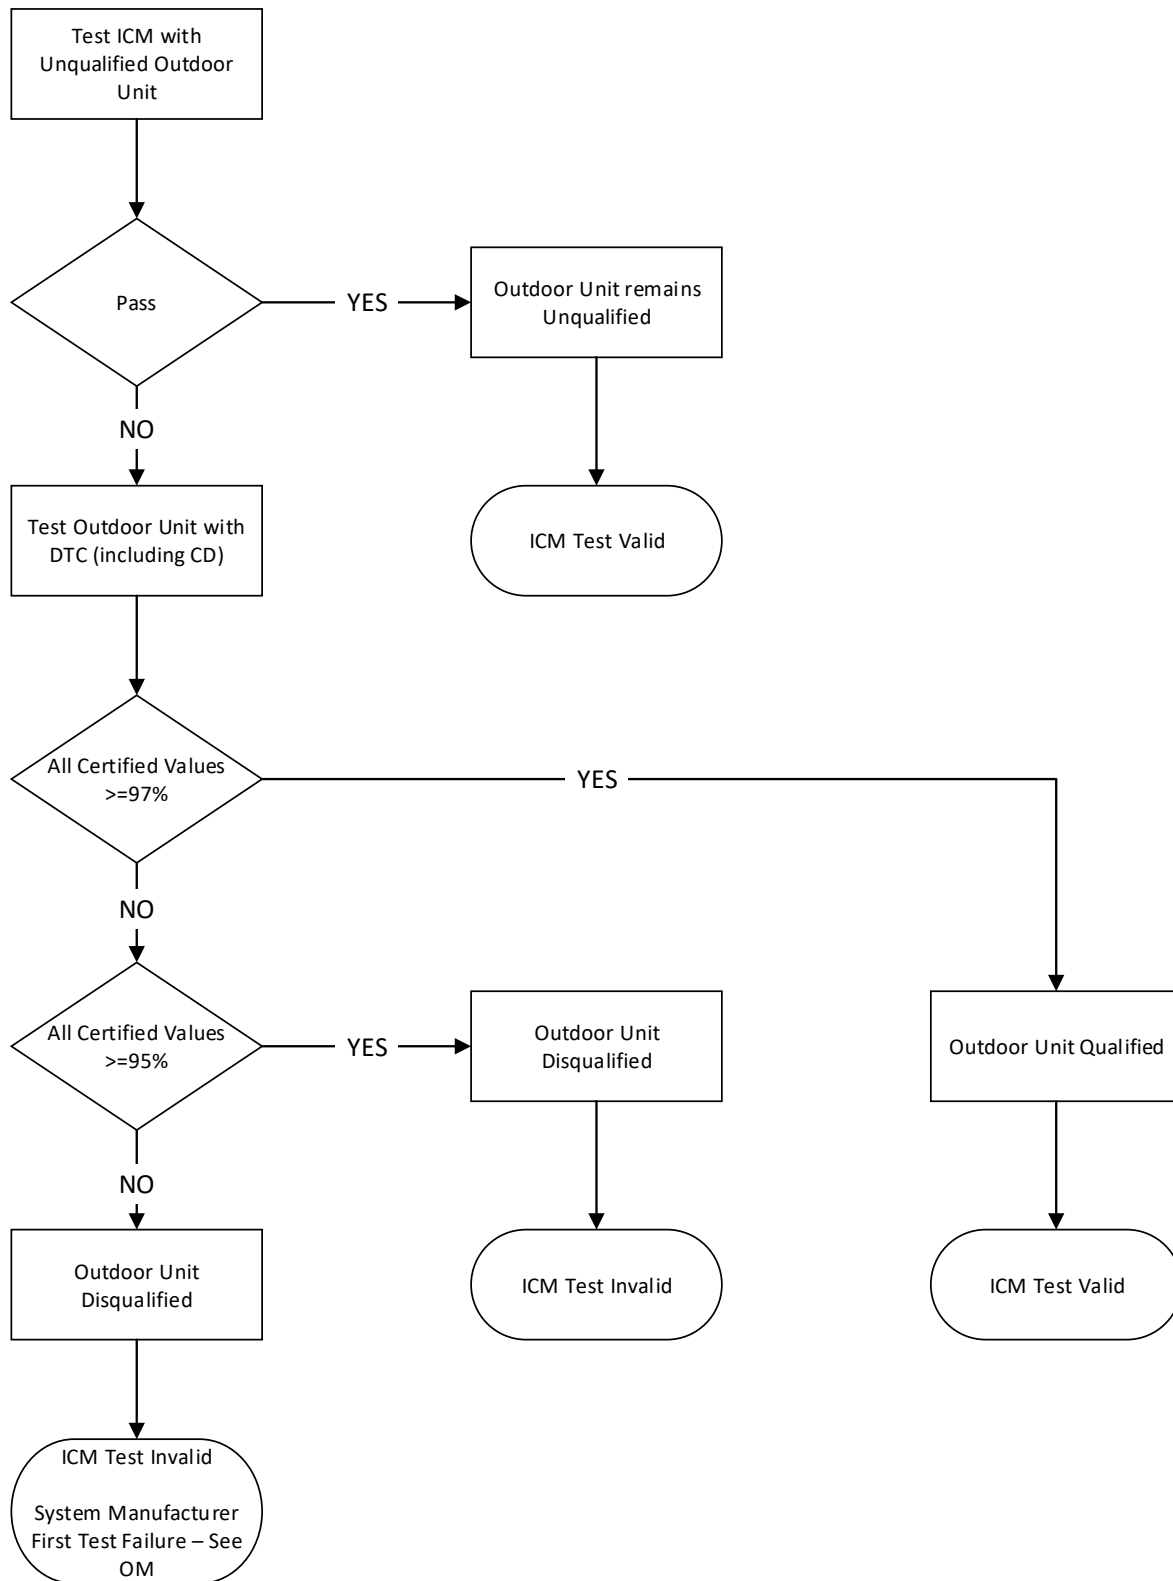 Test ICM with
Unqualified Outdoor
Unit
Pass
YES
Outdoor Unit remains
Unqualified
NO
Test Outdoor Unit with
DTC (including CD)
ICM Test Valid
All Certified Values
>=97%
YES
NO
All Certified Values
>=95%
YES
Outdoor Unit
Disqualified
Outdoor Unit Qualified
NO
Outdoor Unit
Disqualified
ICM Test Invalid
ICM Test Valid
ICM Test Invalid
System Manufacturer
First Test Failure – See
OM